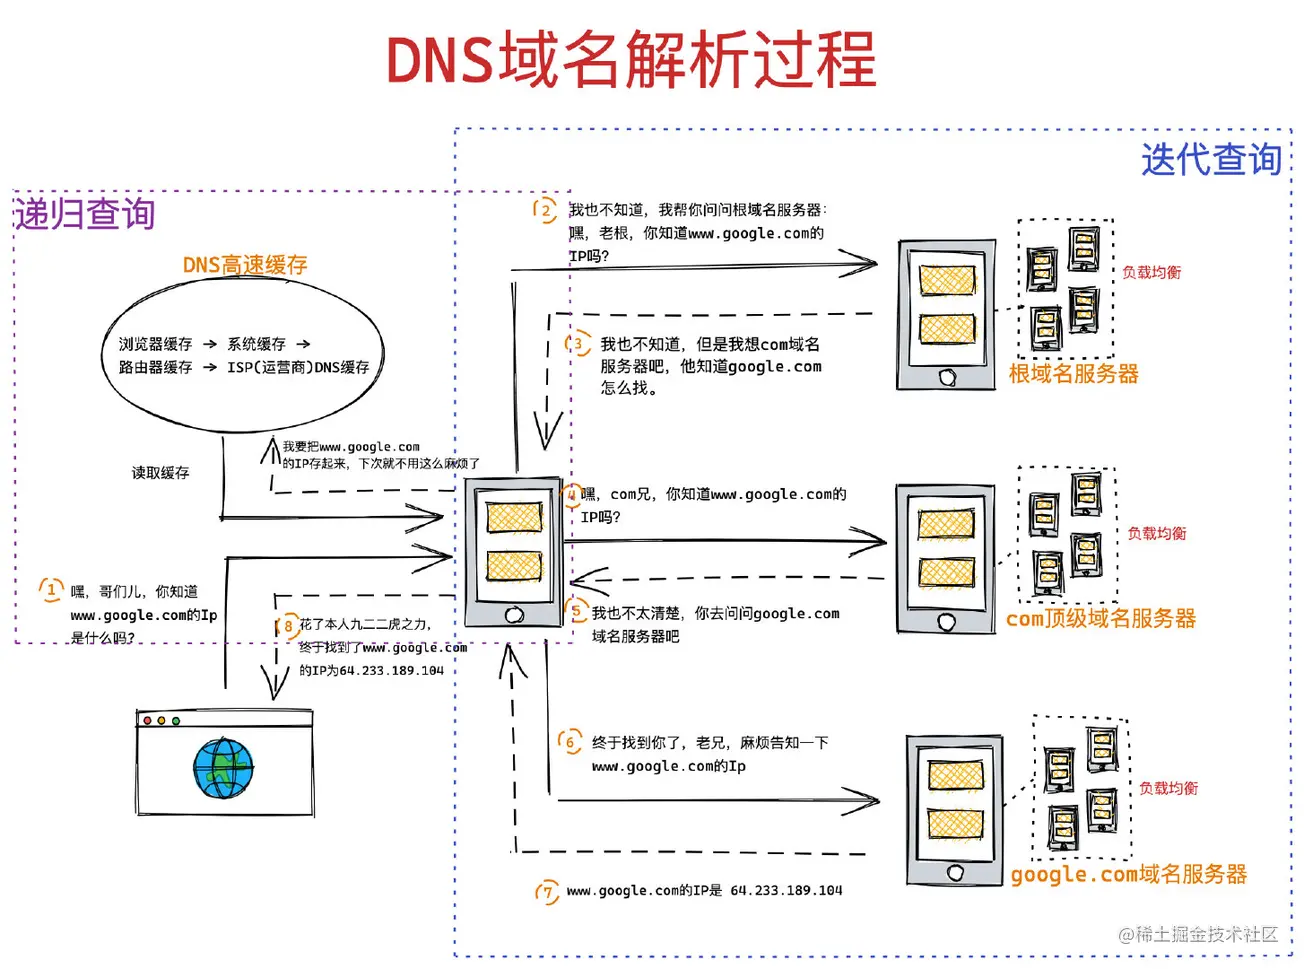 DNS域名解析过程
迭代查询
递归查询
DNS高速缓存
浏览器缓存 → 系统缓存 →
路由器缓存 → ISP(运营商)DNS缓存
读取缓存
我要把www.google.com
的IP存起来，下次就不用这么麻烦了
1 嘿，哥们儿，你知道
www.google.com的Ip
是什么吗?
2 我也不知道，我帮你问问根域名服务器：
嘿，老根，你知道www.google.com的
IP吗?
3 我也不知道，但是我想com域名
服务器吧，他知道google.com
怎么找。
负载均衡
根域名服务器
4 嘿，com兄，你知道www.google.com的
IP吗?
5 我也不太清楚，你去问问google.com
域名服务器吧
负载均衡
com顶级域名服务器
6 终于找到你了，老兄，麻烦告知一下
www.google.com的Ip
7 www.google.com的IP是 64.233.189.104
负载均衡
google.com域名服务器
8 花了本人九二二虎之力，
终于找到了www.google.com
的IP为64.233.189.104
@稀土掘金技术社区